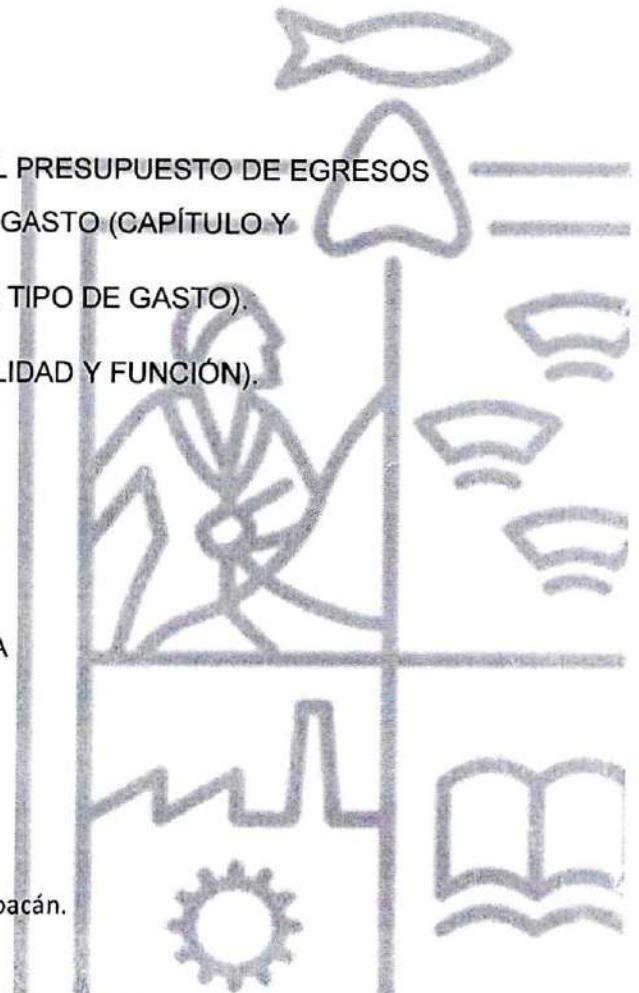 L PRESUPUESTO DE EGRESOS
GASTO (CAPÍTULO Y
TIPO DE GASTO).
LIDAD Y FUNCIÓN).
A
pacán.